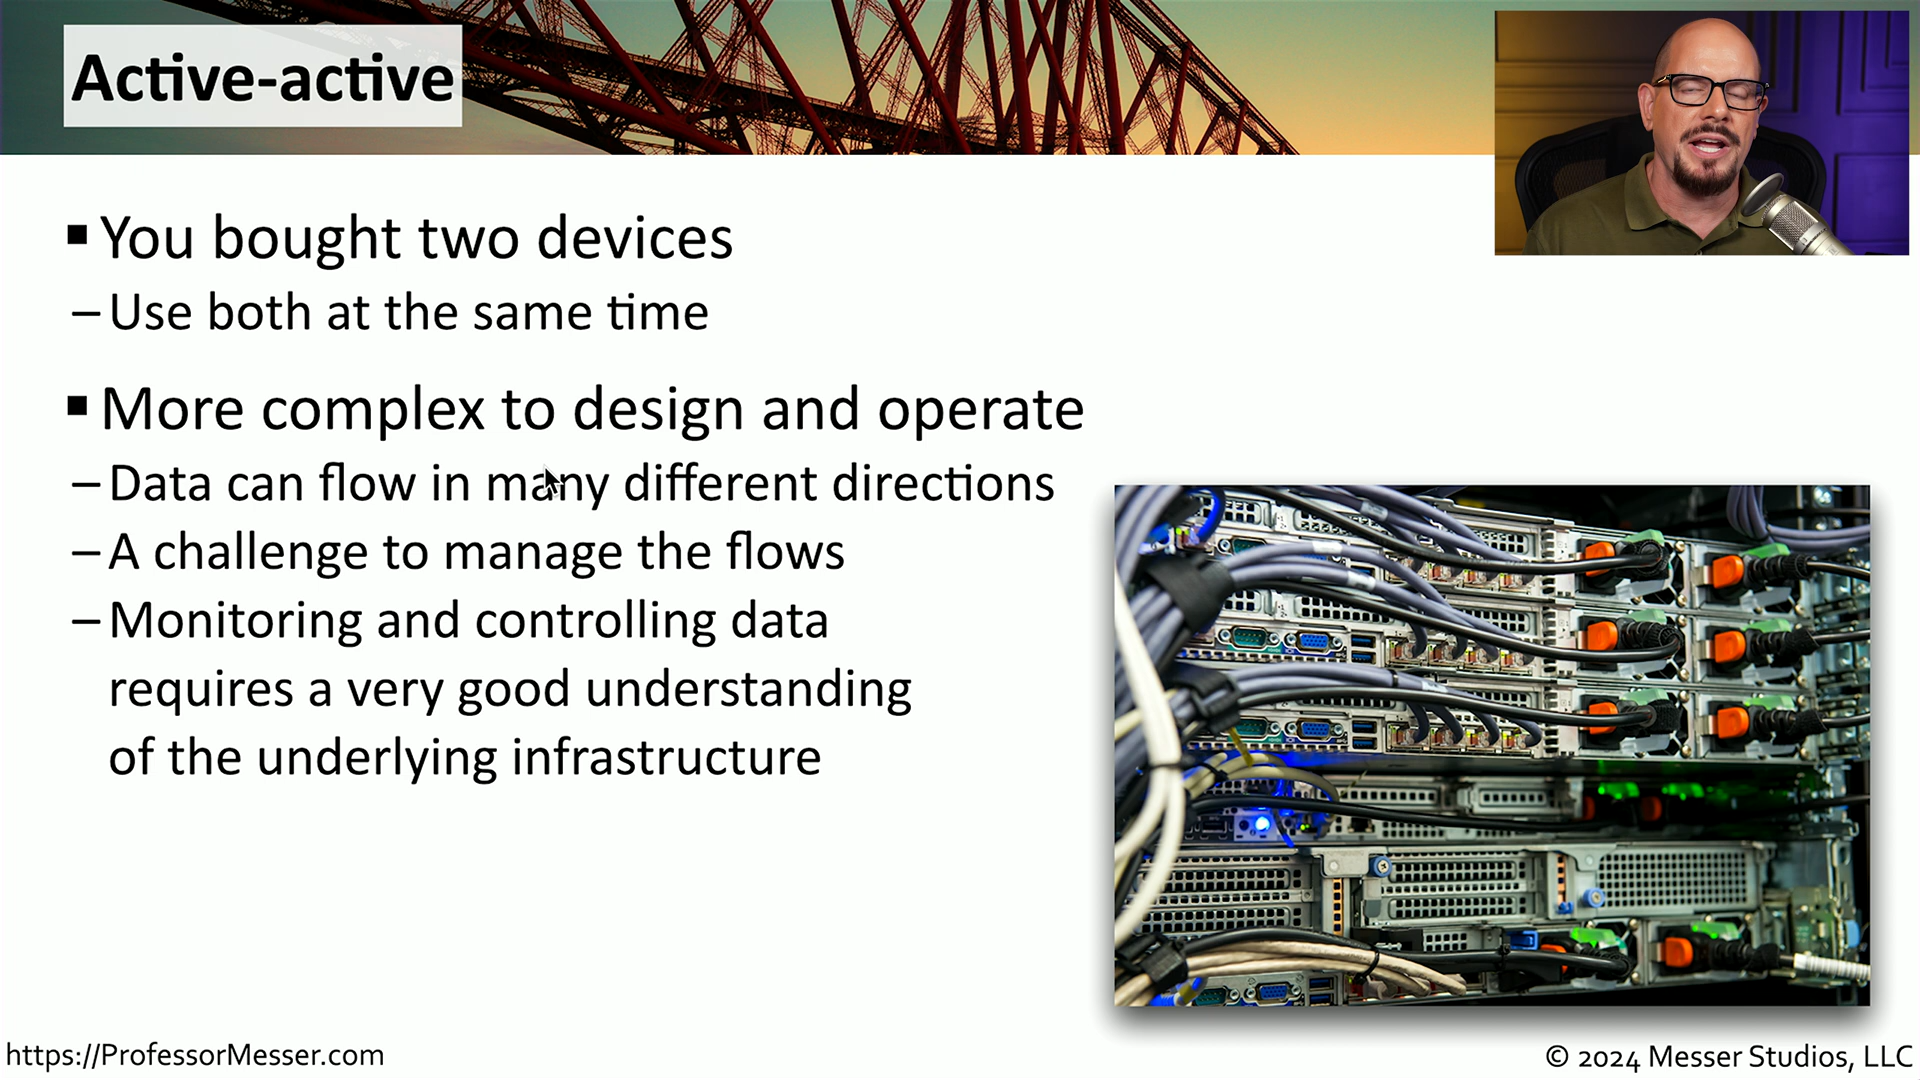 Active-active
▪ You bought two devices
– Use both at the same time
▪ More complex to design and operate
– Data can flow in many different directions
– A challenge to manage the flows
– Monitoring and controlling data
requires a very good understanding
of the underlying infrastructure
https://ProfessorMesser.com
© 2024 Messer Studios, LLC